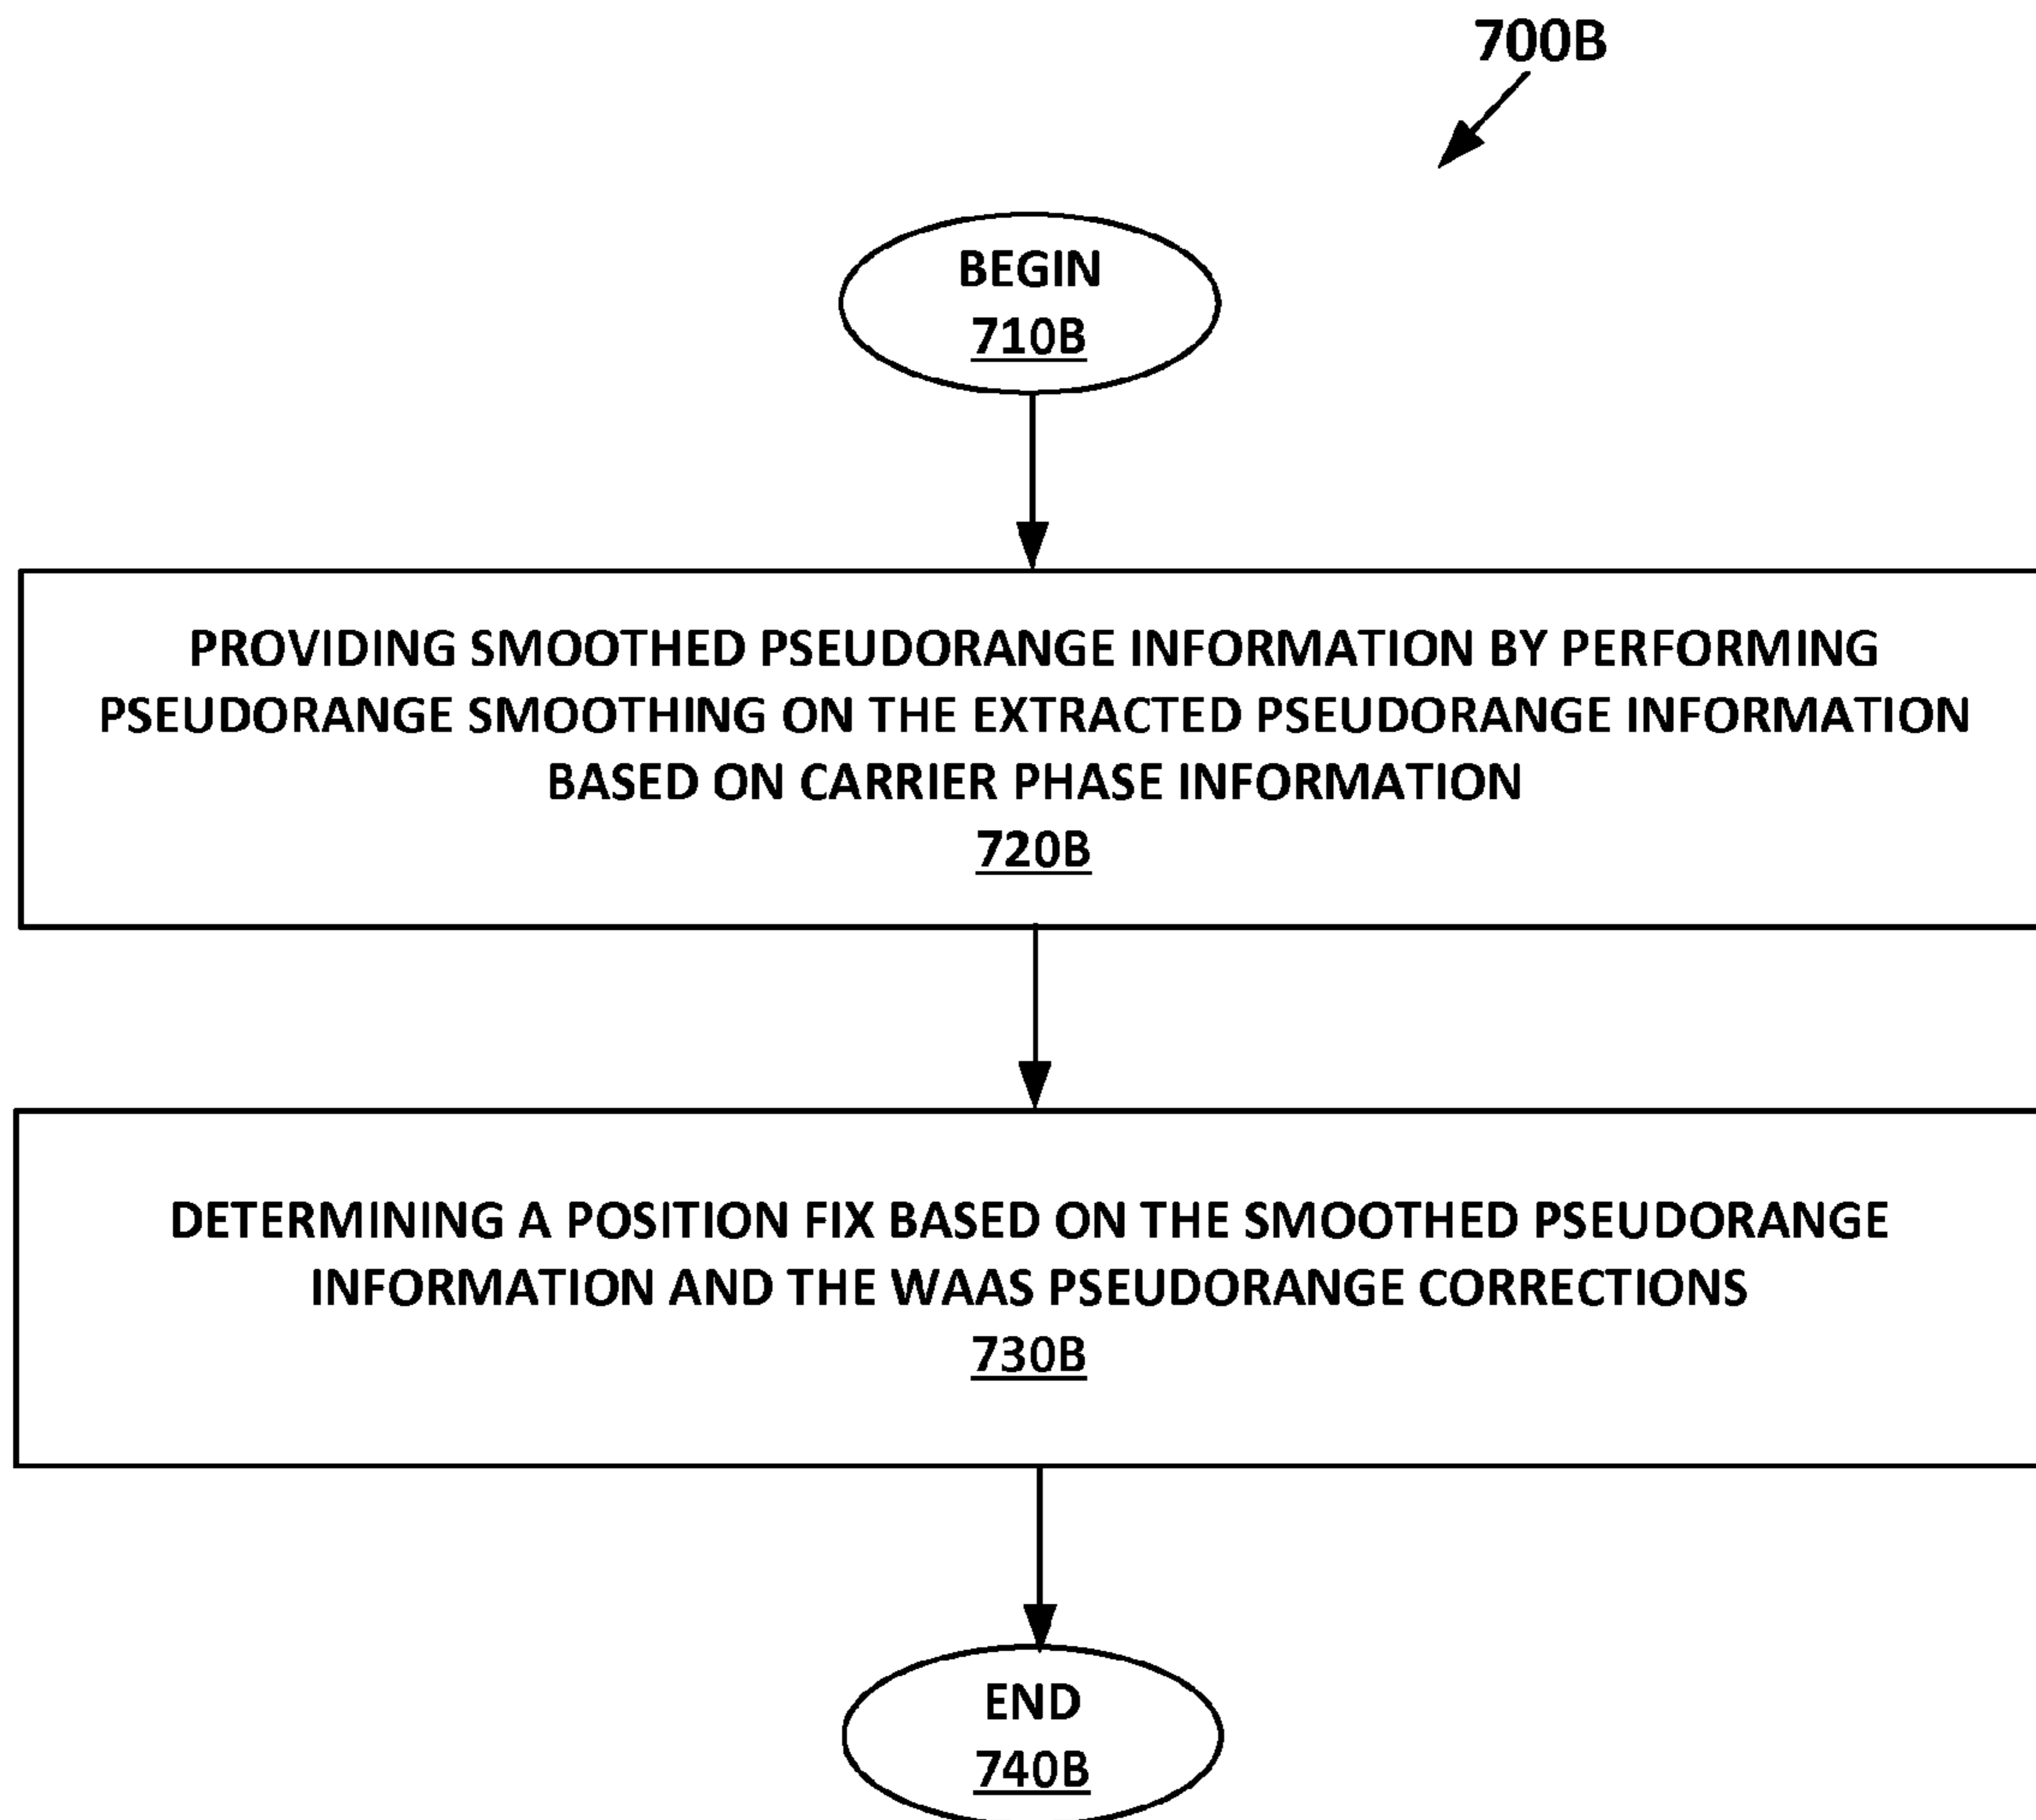 700B
BEGIN
710B
PROVIDING SMOOTHED PSEUDORANGE INFORMATION BY PERFORMING
PSEUDORANGE SMOOTHING ON THE EXTRACTED PSEUDORANGE INFORMATION
BASED ON CARRIER PHASE INFORMATION
720B
DETERMINING A POSITION FIX BASED ON THE SMOOTHED PSEUDORANGE
INFORMATION AND THE WAAS PSEUDORANGE CORRECTIONS
730B
END
740B